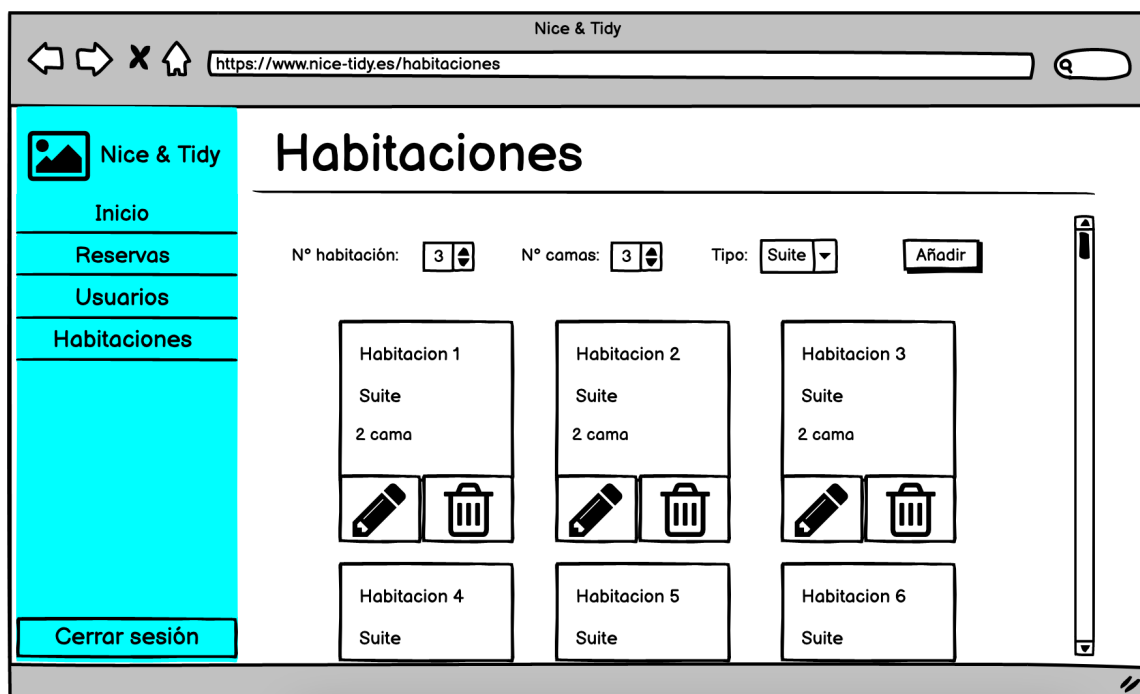 Nice & Tidy
https://www.nice-tidy.es/habitaciones
Nice & Tidy
Inicio
Reservas
Usuarios
Habitaciones
Cerrar sesión
Habitaciones
Nº habitación: 3 Nº camas: 3 Tipo: Suite Añadir
Habitacion 1
Suite
2 cama
Habitacion 2
Suite
2 cama
Habitacion 3
Suite
2 cama
Habitacion 4
Suite
Habitacion 5
Suite
Habitacion 6
Suite